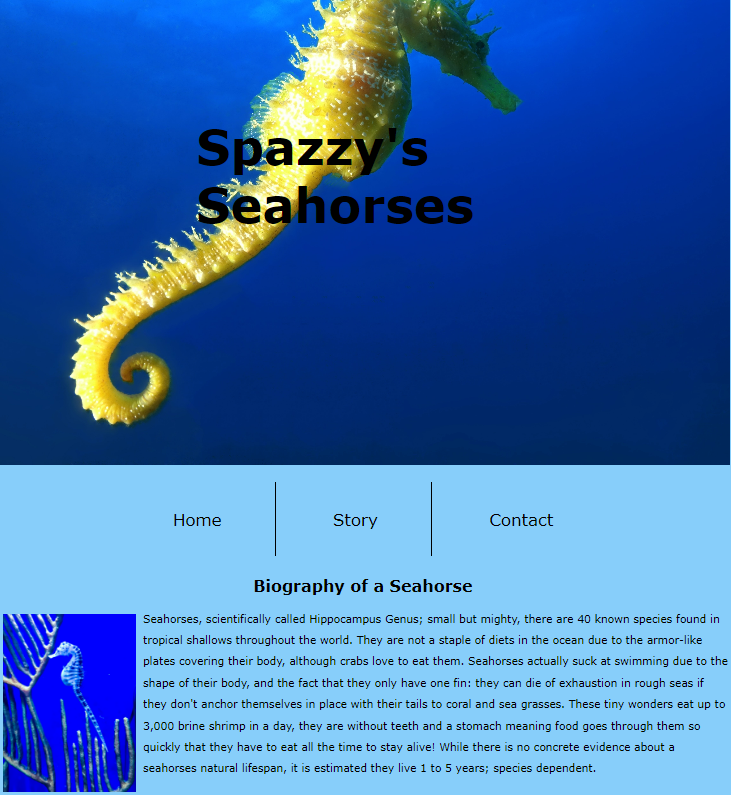 Spazzy's
Seahorses
Home
Story
Contact
Biography of a Seahorse
Seahorses, scientifically called Hippocampus Genus; small but mighty, there are 40 known species found in
tropical shallows throughout the world. They are not a staple of diets in the ocean due to the armor-like
plates covering their body, although crabs love to eat them. Seahorses actually suck at swimming due to the
shape of their body, and the fact that they only have one fin: they can die of exhaustion in rough seas if
they don't anchor themselves in place with their tails to coral and sea grasses. These tiny wonders eat up to
3,000 brine shrimp in a day, they are without teeth and a stomach meaning food goes through them so
quickly that they have to eat all the time to stay alive! While there is no concrete evidence about a
seahorses natural lifespan, it is estimated they live 1 to 5 years; species dependent.